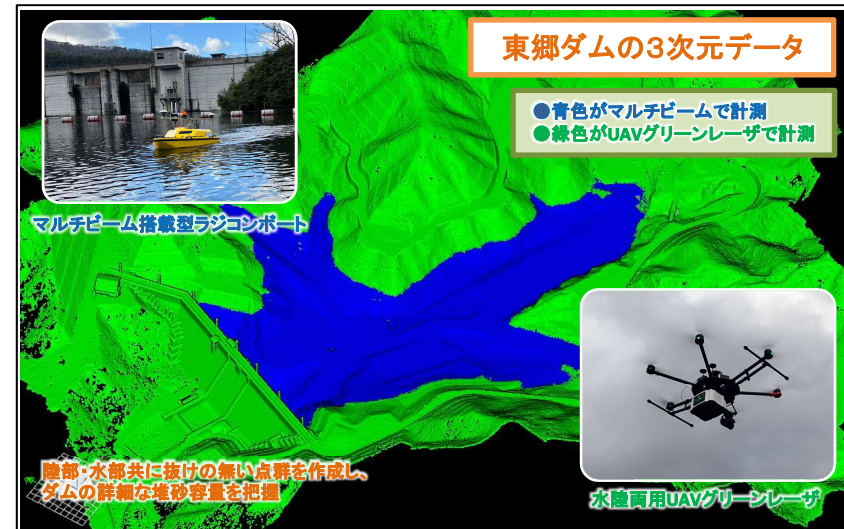 東郷ダムの3次元データ
●青色がマルチビームで計測
●緑色がUAVグリーンレーザで計測
マルチビーム搭載型ラジコンボート
陸部・水部共に抜けの無い点群を作成し、
ダムの詳細な堆砂容量を把握
水陸両用UAVグリーンレーザ